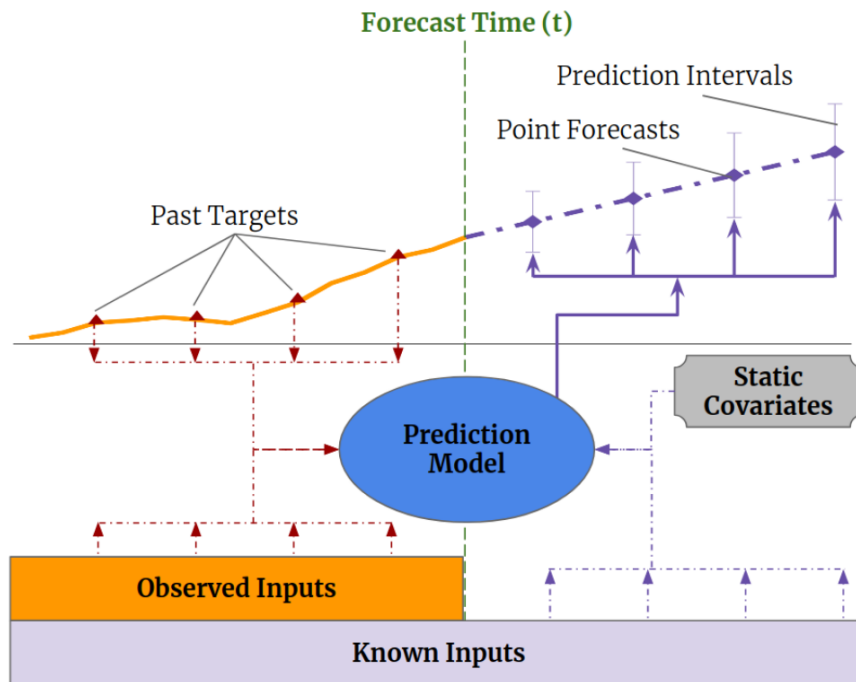 Forecast Time (t)
Prediction Intervals
Point Forecasts
Past Targets
Static
Covariates
Prediction
Model
Observed Inputs
Known Inputs